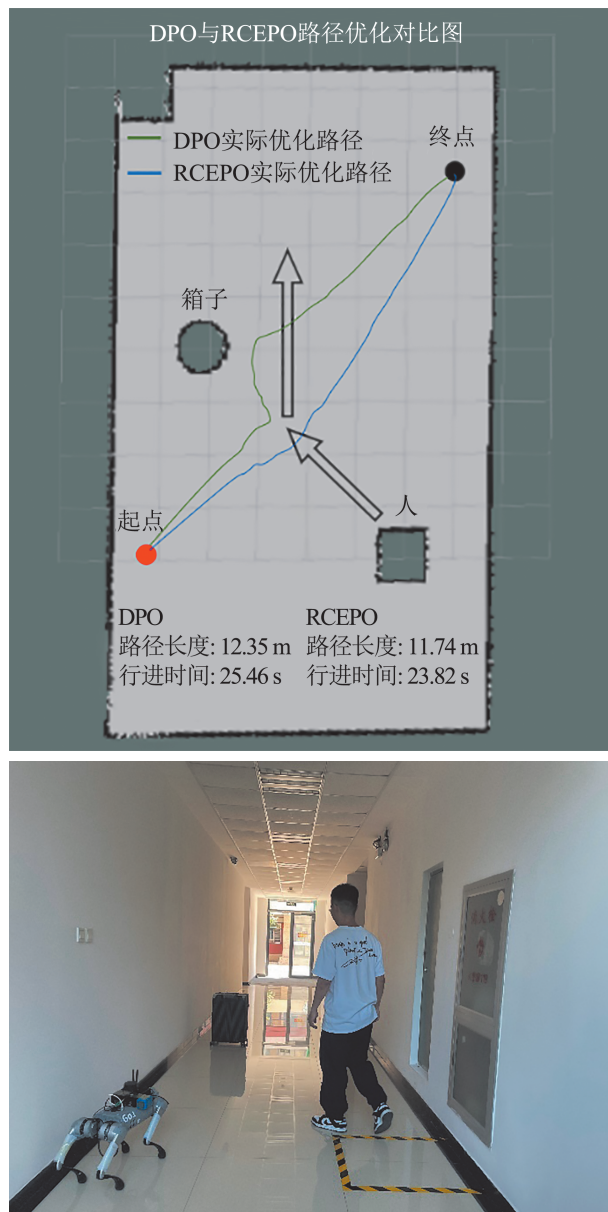 DPO与RCEPO路径优化对比图
DPO实际优化路径
RCEPO实际优化路径
终点
箱子
人
起点
DPO
路径长度: 12.35 m
行进时间: 25.46 s
RCEPO
路径长度: 11.74 m
行进时间: 23.82 s
Go1